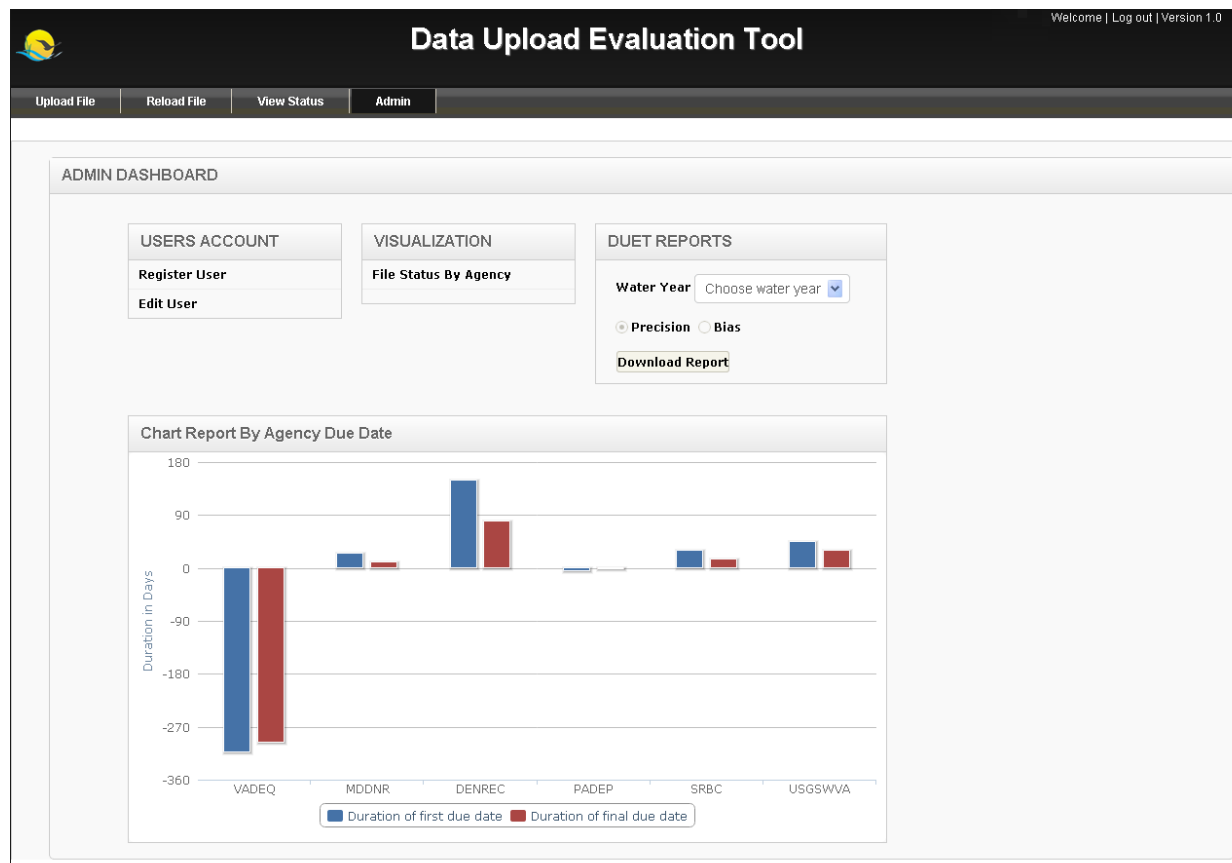 Welcome | Log out | Version 1.0
Data Upload Evaluation Tool
Upload File
Reload File
View Status
Admin
ADMIN DASHBOARD
USERS ACCOUNT
Register User
Edit User
VISUALIZATION
File Status By Agency
DUET REPORTS
Water Year Choose water year
Precision Bias
Download Report
Chart Report By Agency Due Date
180
90
0
-90
-180
-270
-360
Duration in Days
VADEQ MDDNR DENREC PADEP SRBC USGSWVA
Duration of first due date Duration of final due date